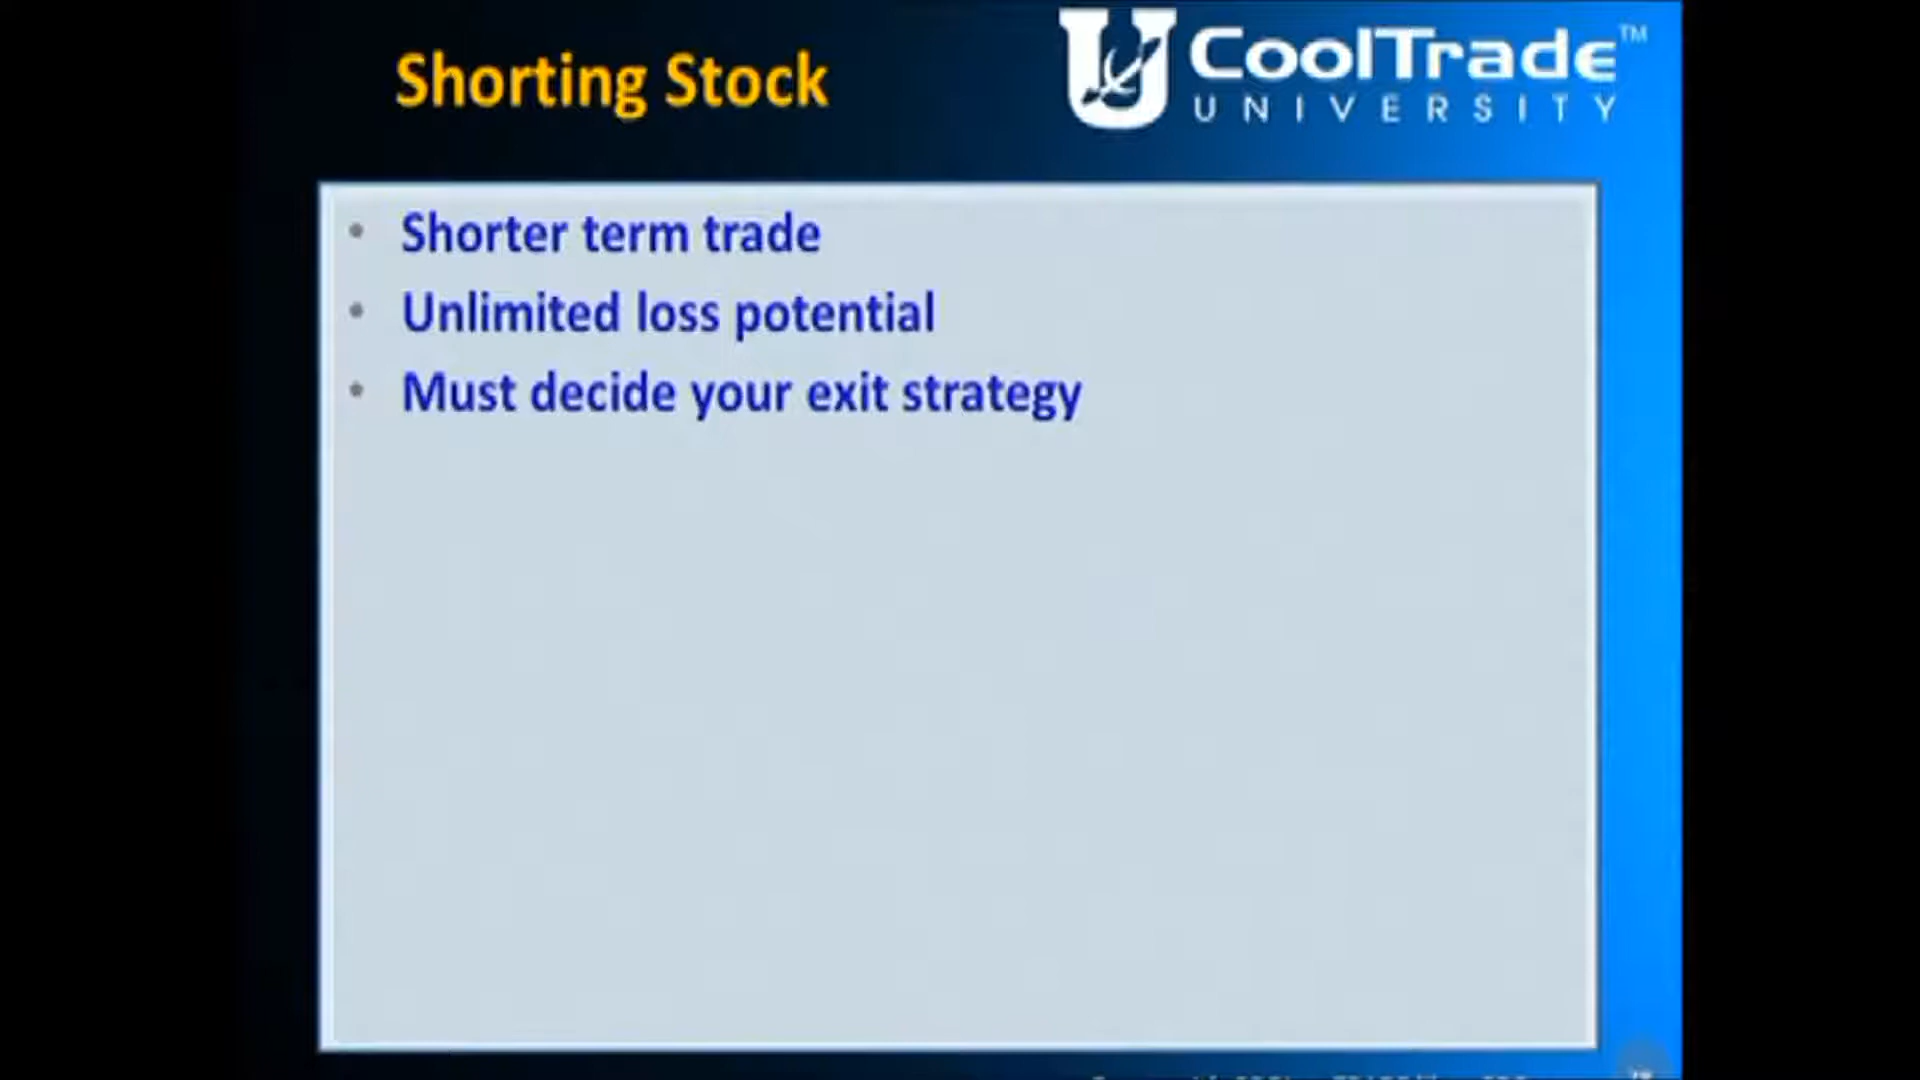 Shorting Stock
CoolTrade™
UNIVERSITY
• Shorter term trade
• Unlimited loss potential
• Must decide your exit strategy